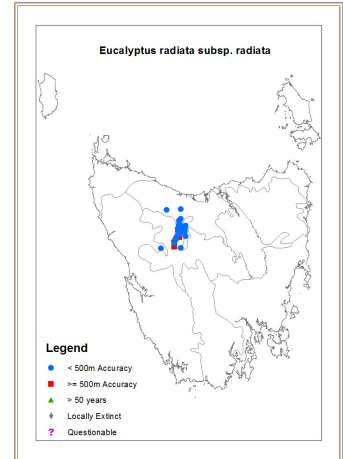 Eucalyptus radiata subsp. radiata
Legend
< 500m Accuracy
>= 500m Accuracy
> 50 years
Locally Extinct
? Questionable